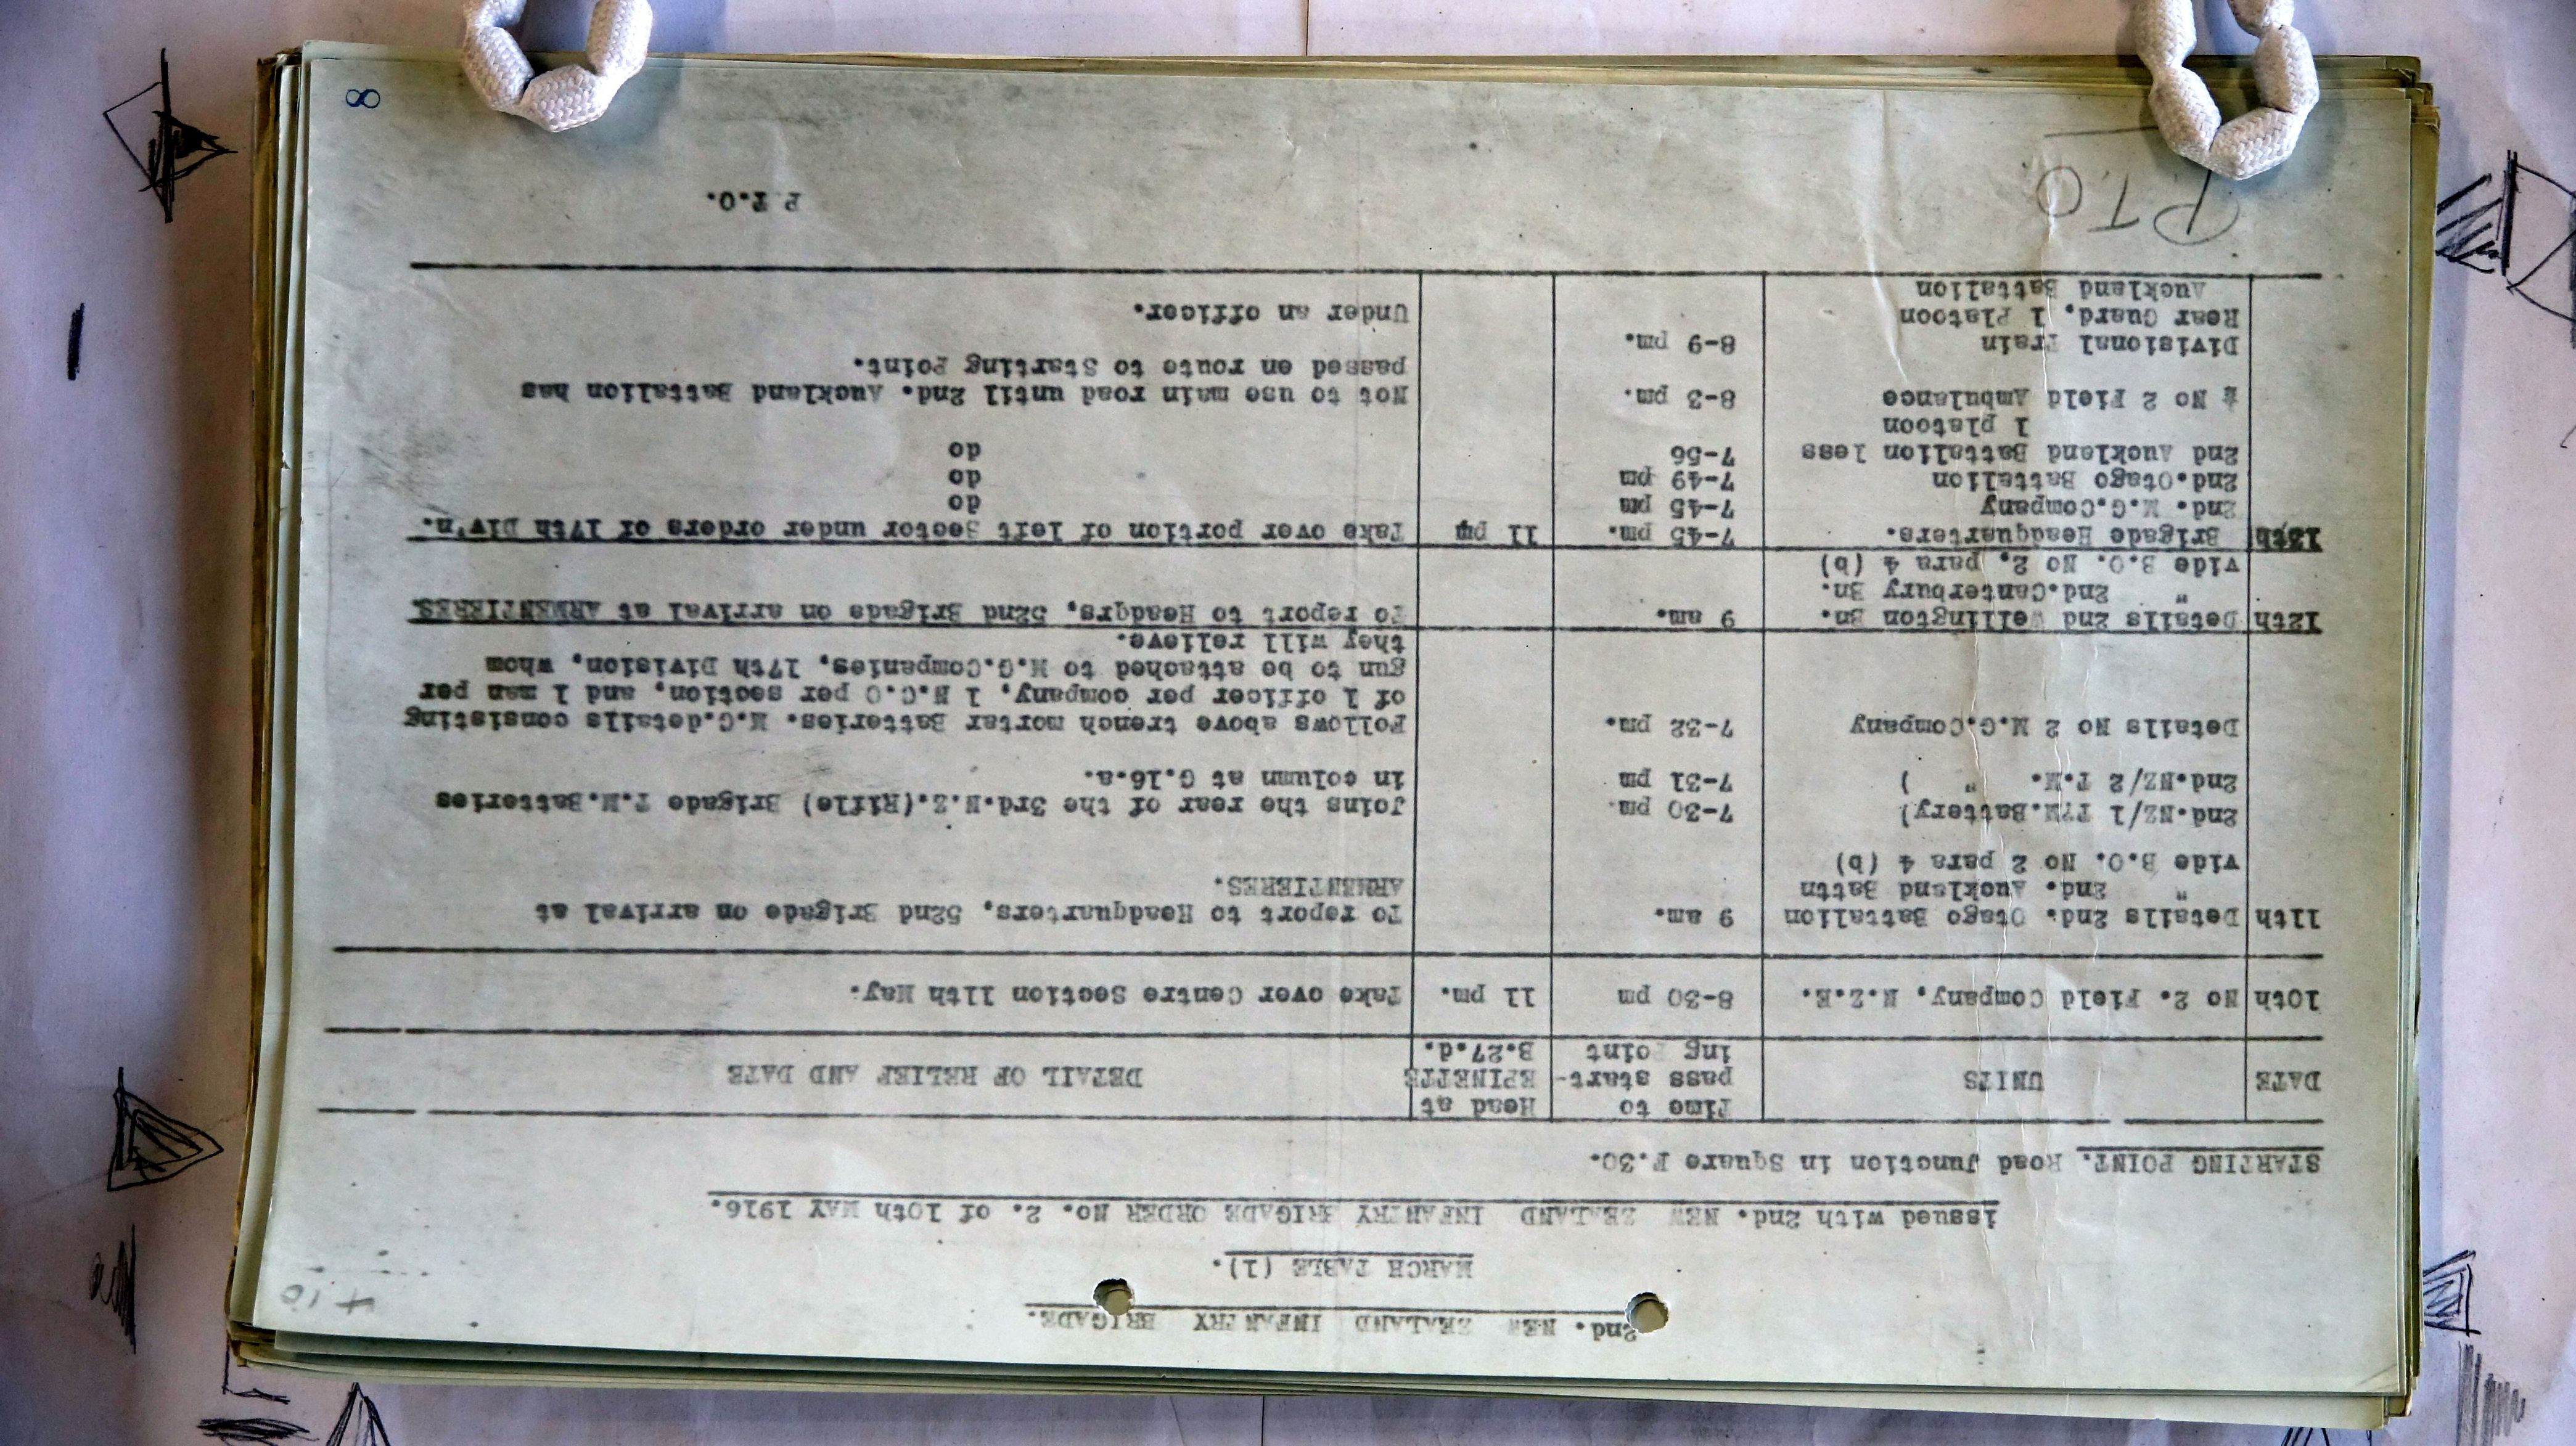 4 10
2nd. NEW ZEALAND INFANTRY BRIGADE.
MARCH TABLE (1).
issued with 2nd. NEW ZEALAND INFANTRY BRIGADE ORDER No. 2. of 10th MAY 1916.
STARTING POINT. Road Junction in Square F.30.
DATE UNITS Time to pass start-ing Point Head at EPINETTE B.27.d. DETAIL OF RELIEF AND DATE
10th No 2. Field Company, N.Z.E. 8-30 pm 11 pm. Take over Centre Section 11th May.
11th Details 2nd. Otago Battalion 9 am. To report to Headquarters, 52nd Brigade on arrival at
" 2nd. Auckland Battn ARMENTIERES.
vide B.O. No 2 para 4 (b)
2nd.NZ/1 T.M.Battery) 7-30 pm. Joins the rear of the 3rd.N.Z.(Rifle) Brigade T.M.Batteries
2nd.NZ/2 T.M. " ) 7-31 pm in column at G.16.a.
Details No 2 M.G.Company 7-32 pm. Follows above trench mortar Batteries. M.G.details consisting
of 1 officer per company, 1 N.C.O per section, and 1 man per
gun to be attached to M.G.Companies, 17th Division, whom
they will relieve.
12th Details 2nd Wellington Bn. 9 am. To report to Headqrs, 52nd Brigade on arrival at ARMENTIERES
" 2nd.Canterbury Bn.
vide B.O. No 2, para 4 (b)
13th Brigade Headquarters. 7-45 pm. 11 pm Take over portion of left Sector under orders of 17th Div'n.
2nd. M.G.Company 7-45 pm do
2nd.Otago Battalion 7-49 pm do
2nd Auckland Battalion less 7-56 do
1 platoon
½ No 2 Field Ambulance 8-3 pm. Not to use main road until 2nd. Auckland Battalion has
passed en route to Starting Point.
Divisional Train 8-9 pm.
Rear Guard, 1 Platoon Under an officer.
Auckland Battalion
P.T.O.
PTO
8